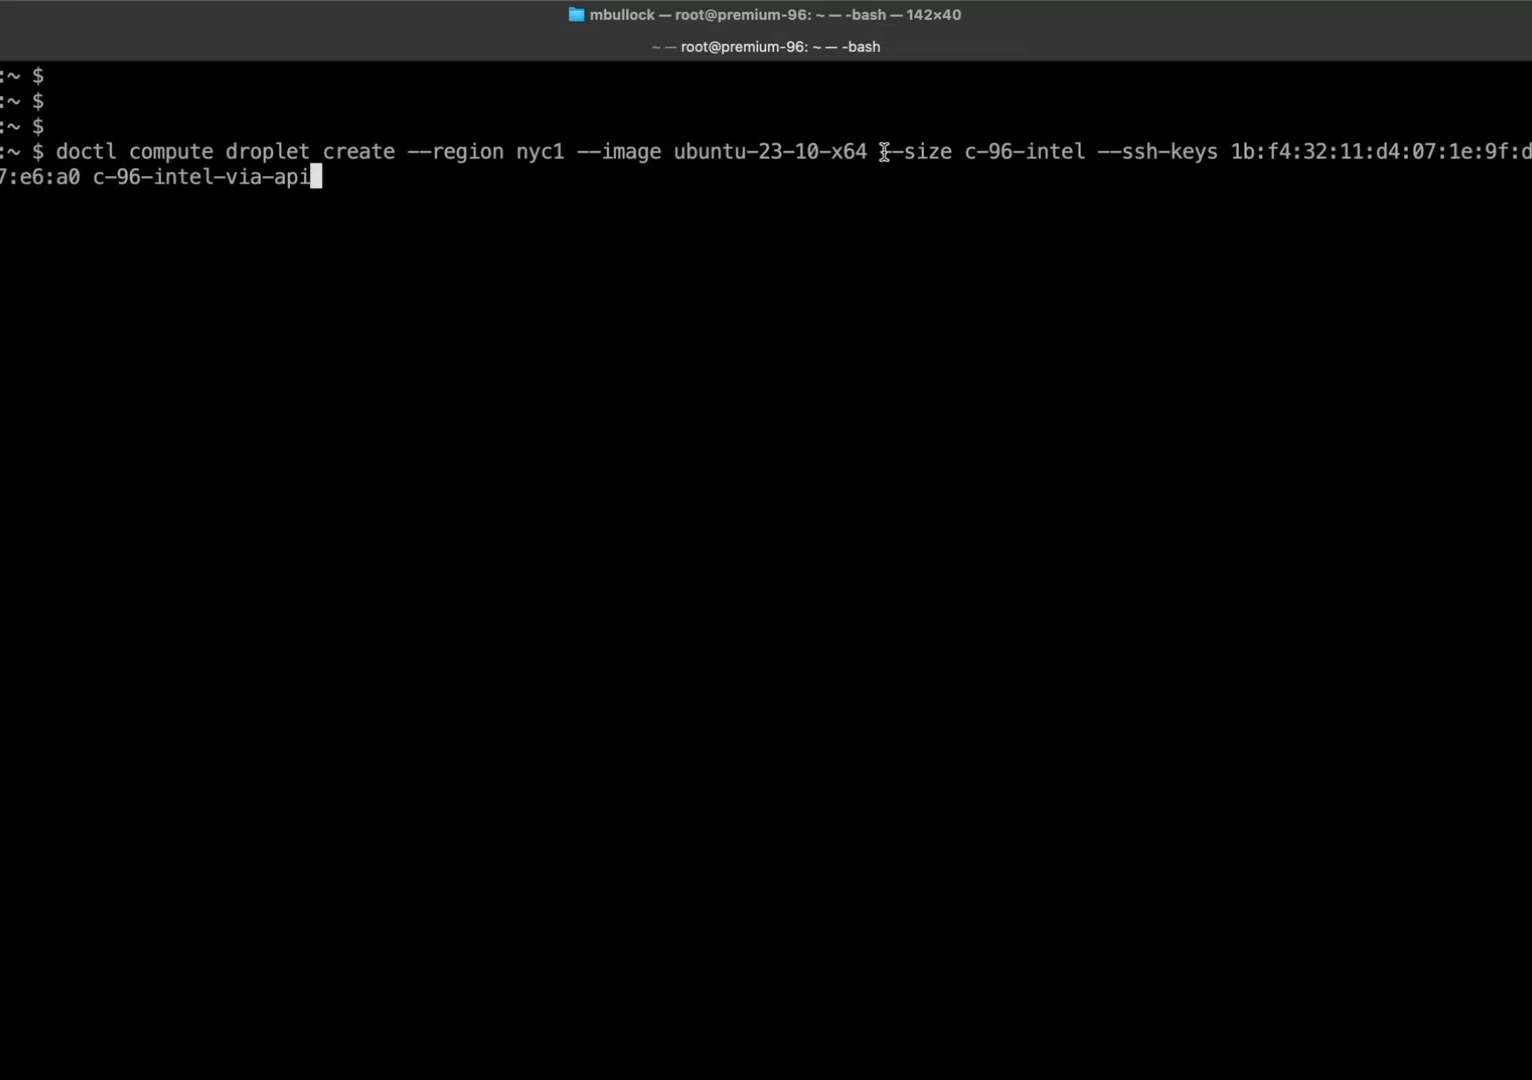 mbullock — root@premium-96: ~ — -bash — 142×40
~ — root@premium-96: ~ — -bash
:~ $
:~ $
:~ $
:~ $ doctl compute droplet create --region nyc1 --image ubuntu-23-10-x64 --size c-96-intel --ssh-keys 1b:f4:32:11:d4:07:1e:9f:d
7:e6:a0 c-96-intel-via-api